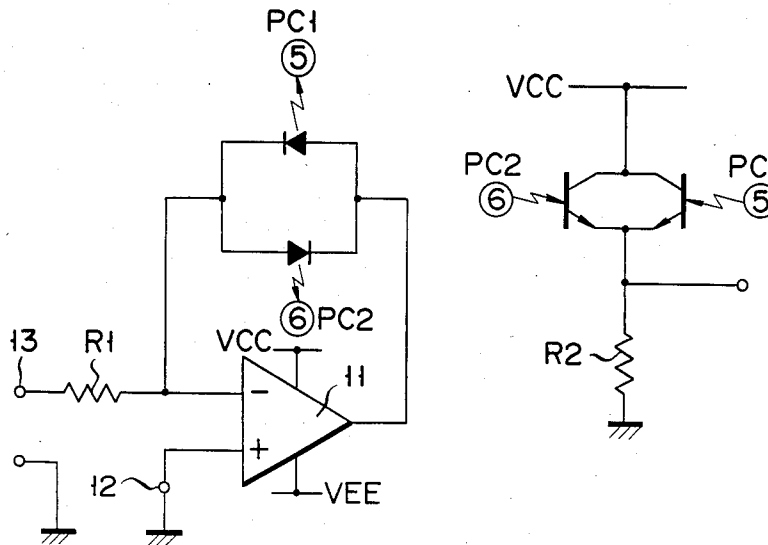 PC1
⑤
VCC
PC2
⑥
PC
⑤
⑥ PC2
VCC
13
R1
11
R2
−
+
12
VEE